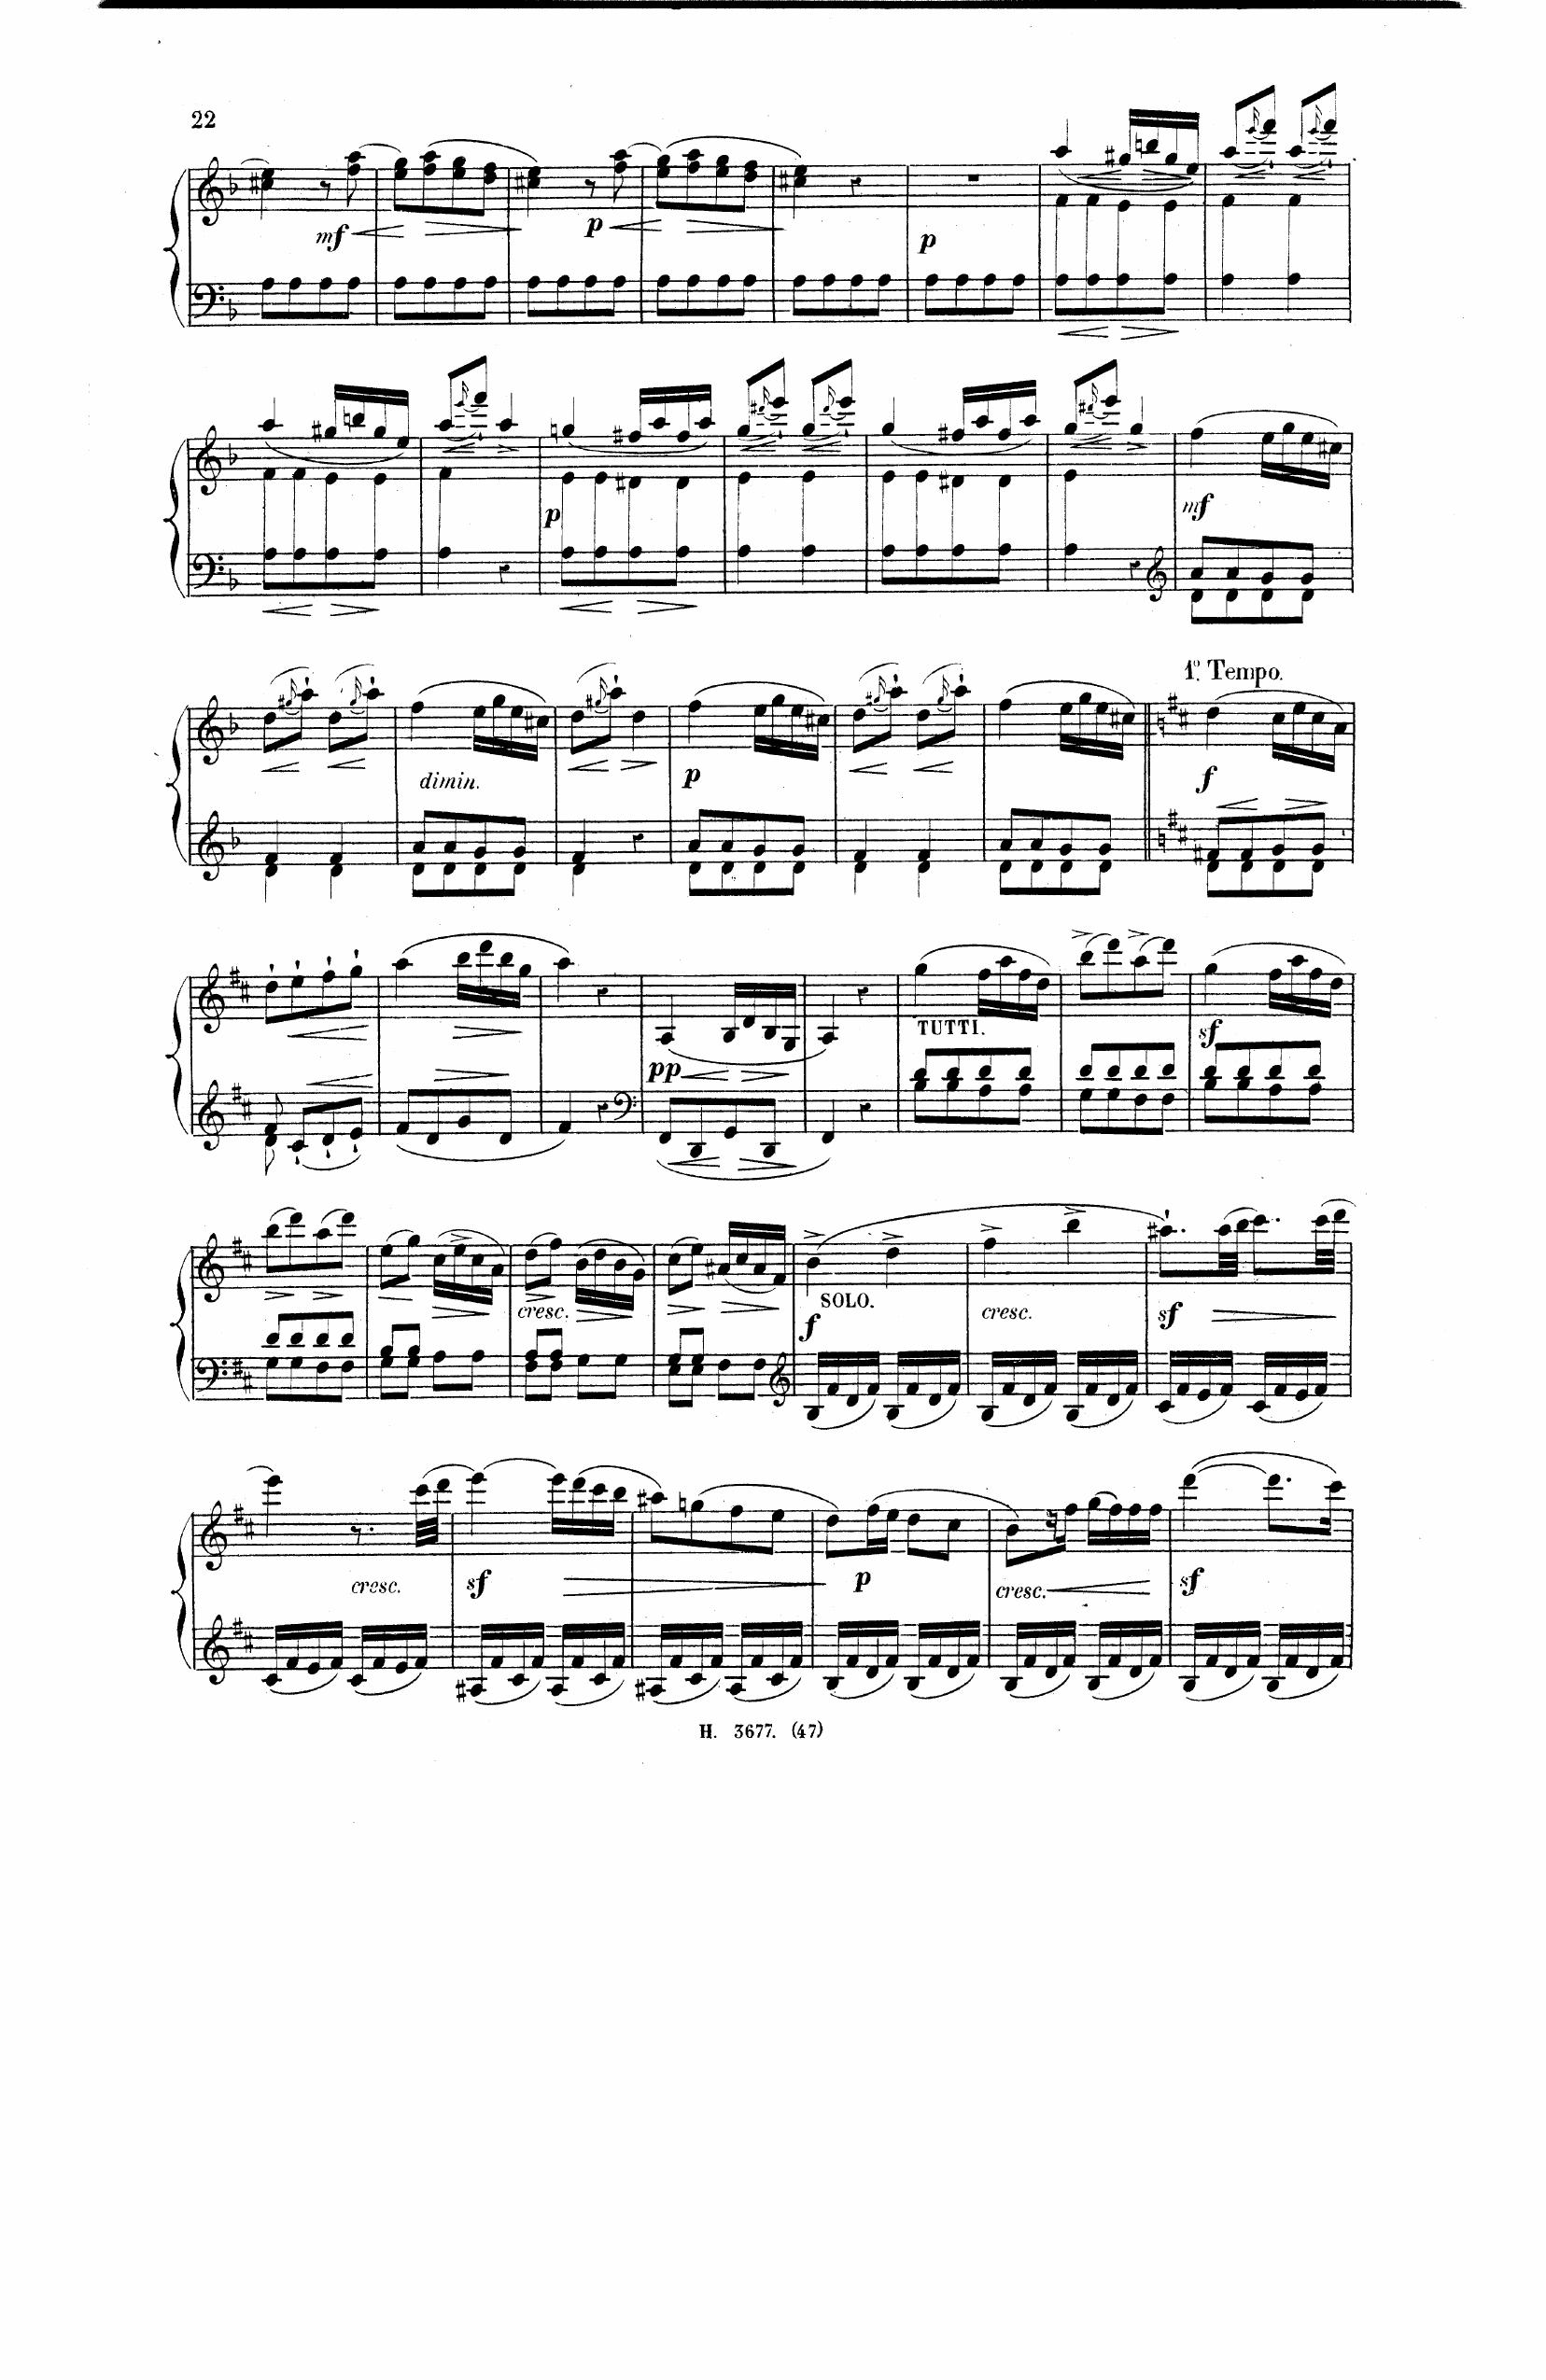 22
mf p p
p mf
dimin. p 1º Tempo. f
pp TUTTI. sf
cresc. f SOLO. cresc. sf
cresc. sf p cresc. sf
H. 3677. (47)